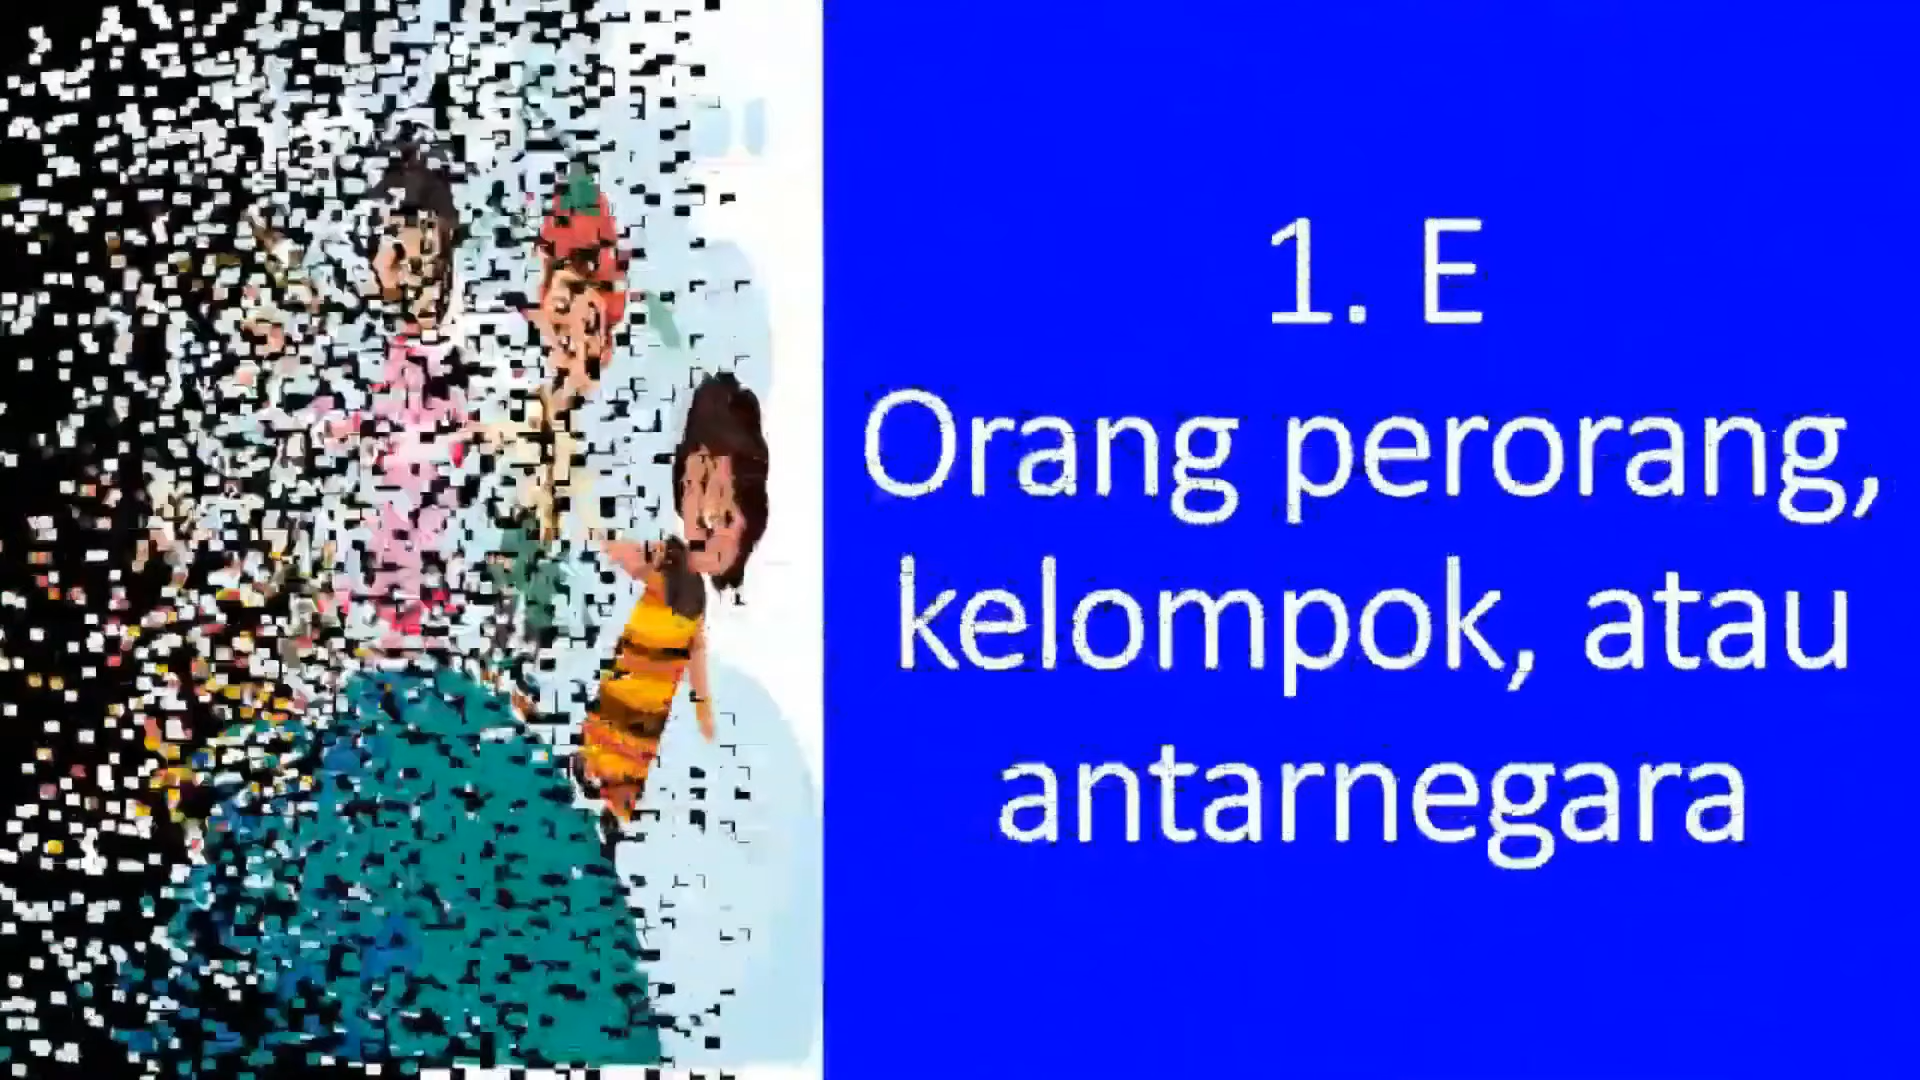 1. E
Orang perorang,
kelompok, atau
antarnegara